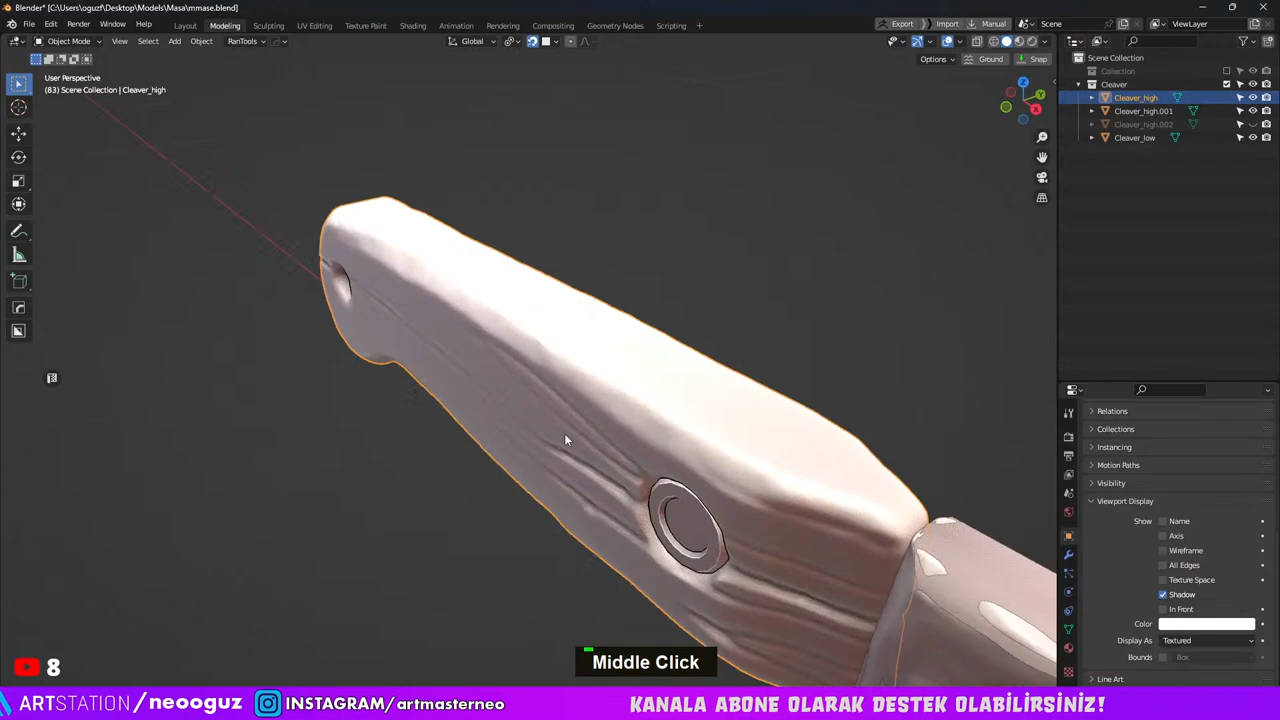 Blender* [C:\Users\oguzf\Desktop\Models\Masa\mmase.blend]
File Edit Render Window Help Layout Modeling Sculpting UV Editing Texture Paint Shading Animation Rendering Compositing Geometry Nodes Scripting + Export Import Manual Scene ViewLayer
Object Mode View Select Add Object RanTools Global
Options Ground Snap
User Perspective
(83) Scene Collection | Cleaver_high
Z
Y
X
Scene Collection
Collection
Cleaver
Cleaver_high
Cleaver_high.001
Cleaver_high.002
Cleaver_low
Relations
Collections
Instancing
Motion Paths
Visibility
Viewport Display
Show Name
Axis
Wireframe
All Edges
Texture Space
Shadow
In Front
Color
Display As Textured
Bounds Box
Line Art
Middle Click
8
ARTSTATION/neooguz INSTAGRAM/artmasterneo KANALA ABONE OLARAK DESTEK OLABİLİRSİNİZ!